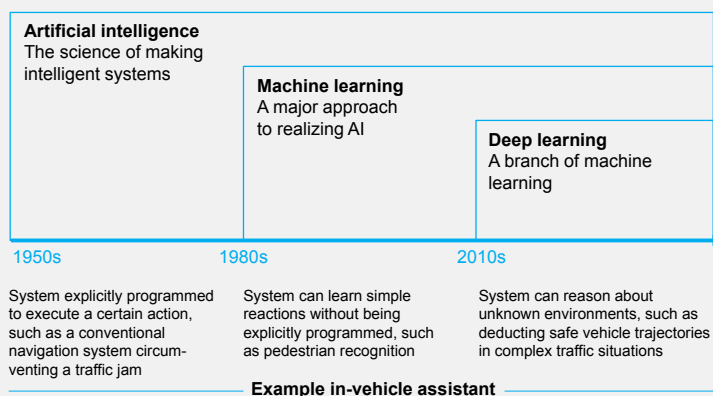 Artificial intelligence
The science of making
intelligent systems
Machine learning
A major approach
to realizing AI
Deep learning
A branch of machine
learning
1950s
1980s
2010s
System explicitly programmed
to execute a certain action,
such as a conventional
navigation system circum-
venting a traffic jam
System can learn simple
reactions without being
explicitly programmed, such
as pedestrian recognition
System can reason about
unknown environments, such as
deducting safe vehicle trajectories
in complex traffic situations
Example in-vehicle assistant